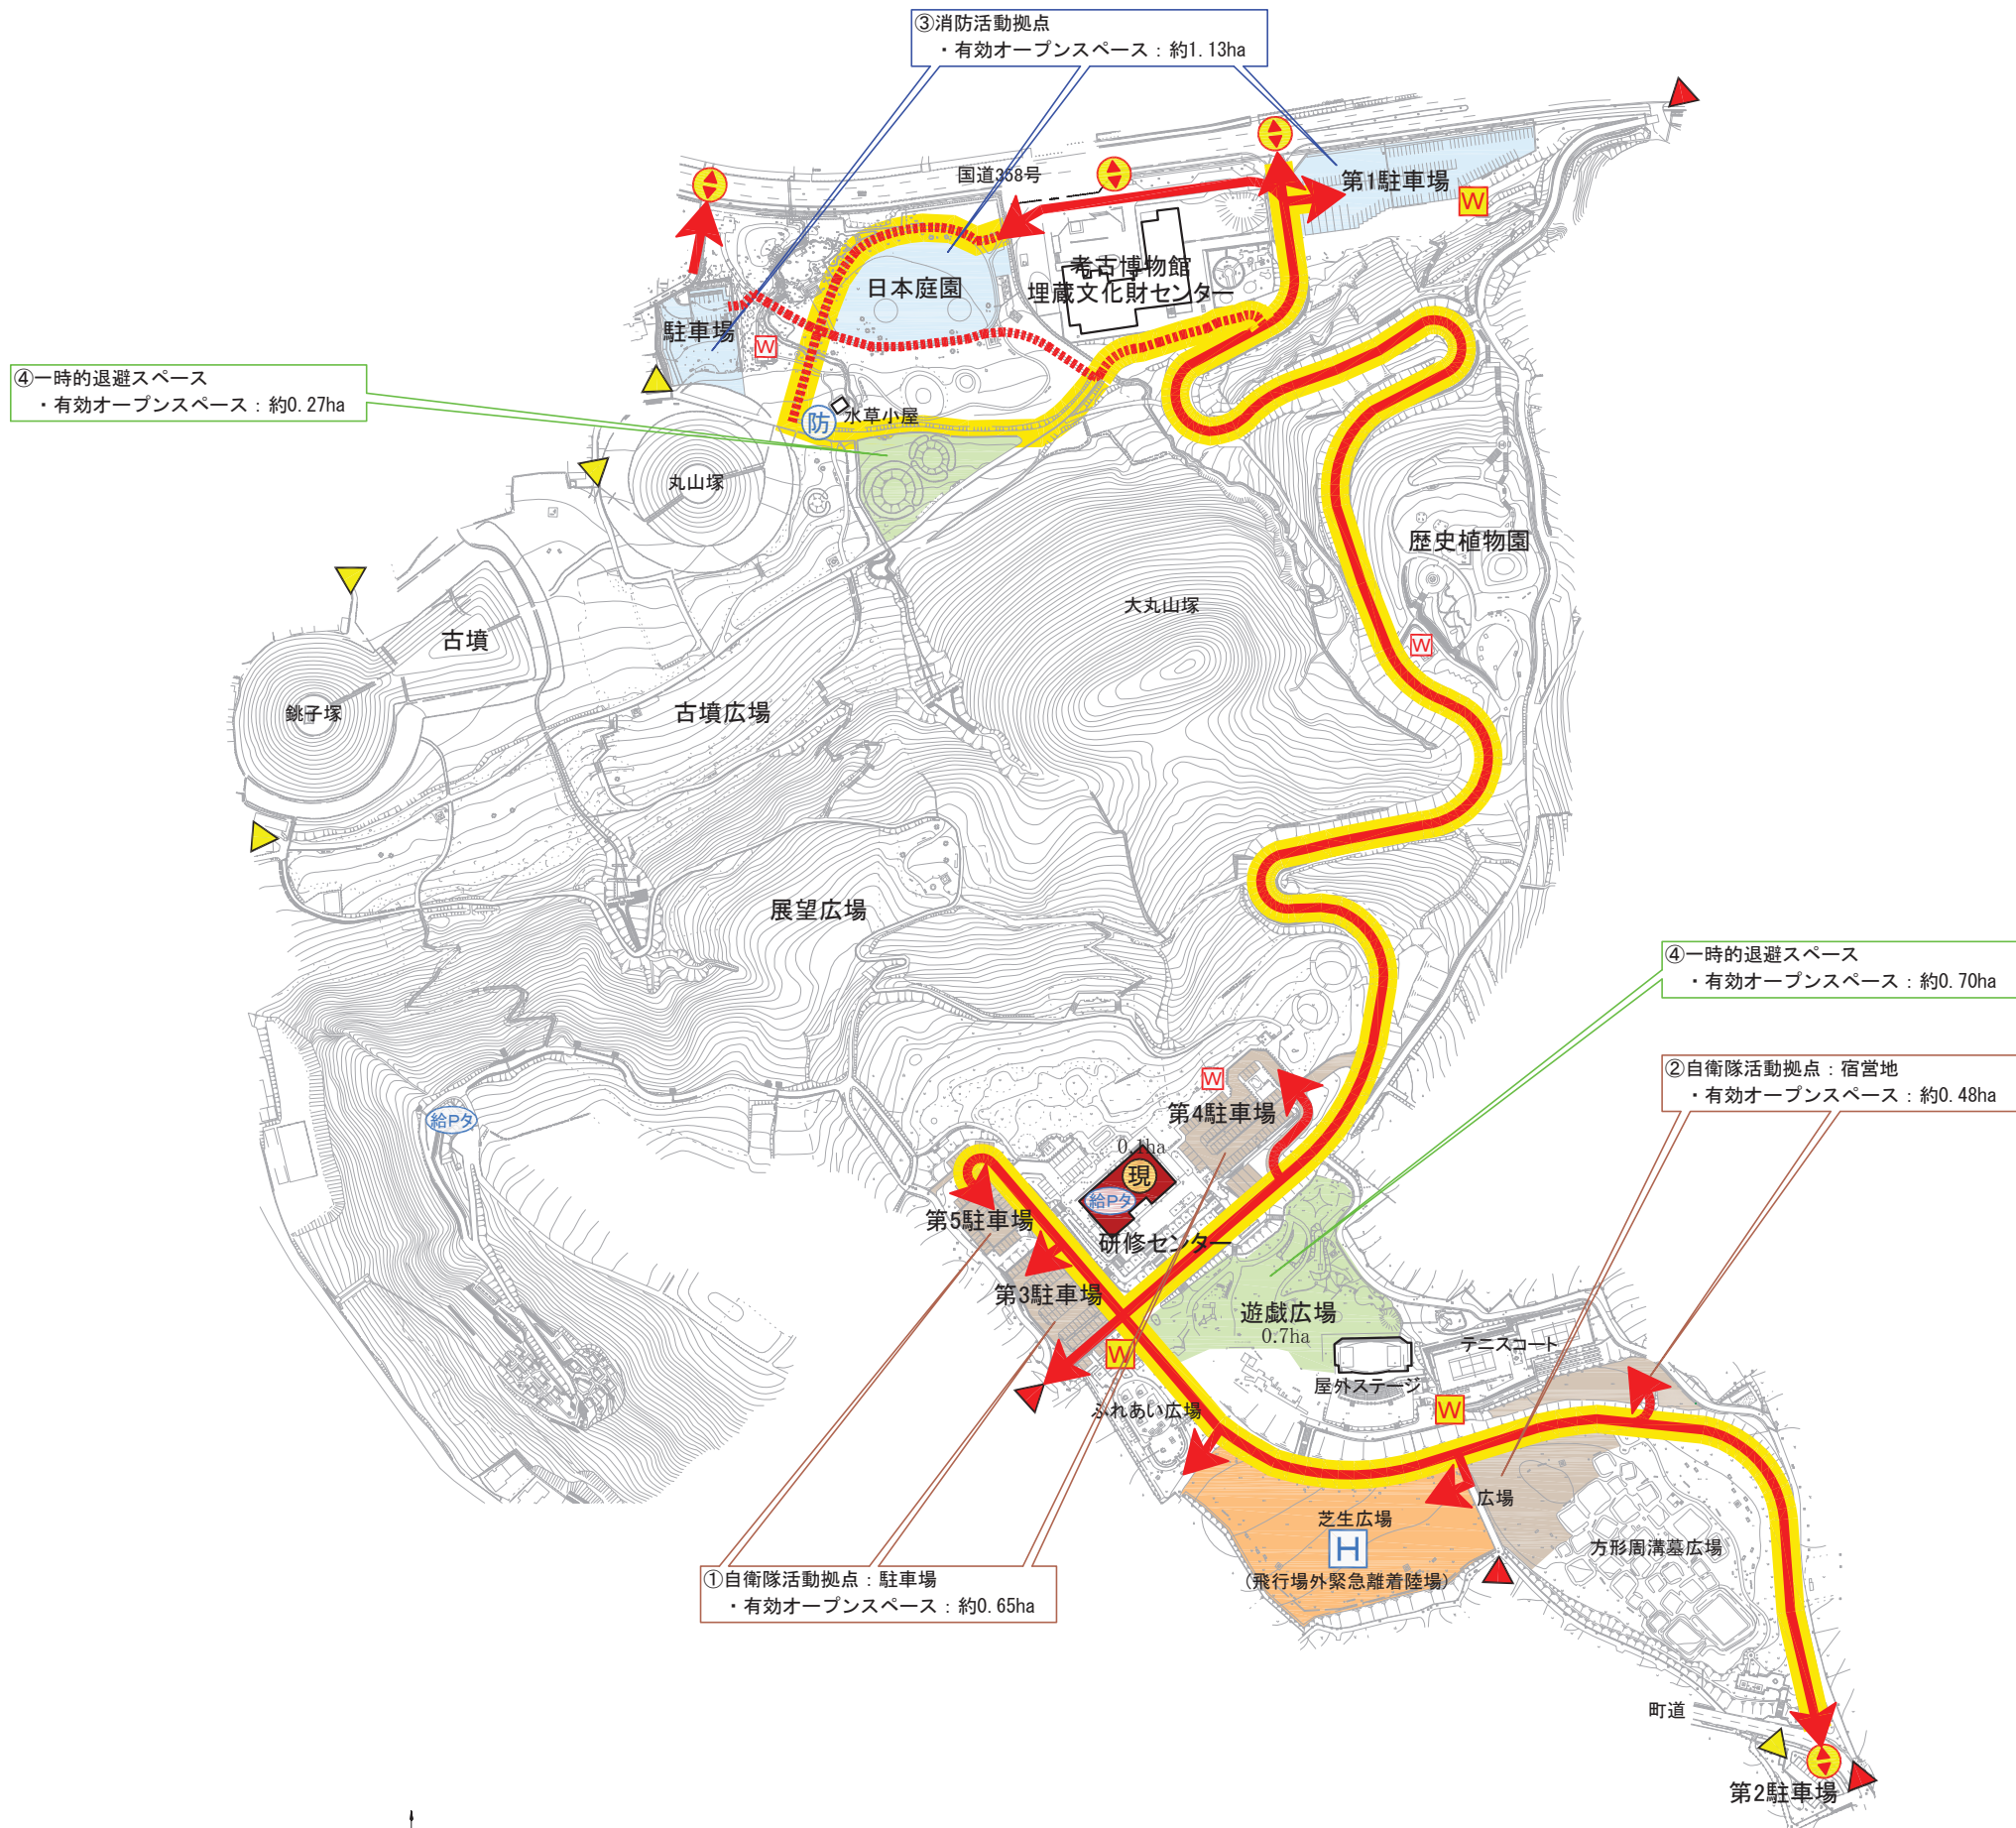 ③消防活動拠点
・有効オープンスペース：約1.13ha
国道358号
第1駐車場
W
考古博物館
埋蔵文化財センター
日本庭園
駐車場
W
④一時的退避スペース
・有効オープンスペース：約0.27ha
防
水草小屋
丸山塚
歴史植物園
大丸山塚
W
古墳
銚子塚
古墳広場
展望広場
④一時的退避スペース
・有効オープンスペース：約0.70ha
②自衛隊活動拠点：宿営地
・有効オープンスペース：約0.48ha
W
第4駐車場
給Pタ
0.1ha
現
給Pタ
第5駐車場
研修センター
第3駐車場
遊戯広場
0.7ha
W
テニスコート
屋外ステージ
ふれあい広場
W
広場
芝生広場
H
(飛行場外緊急離着陸場)
方形周溝墓広場
①自衛隊活動拠点：駐車場
・有効オープンスペース：約0.65ha
町道
第2駐車場